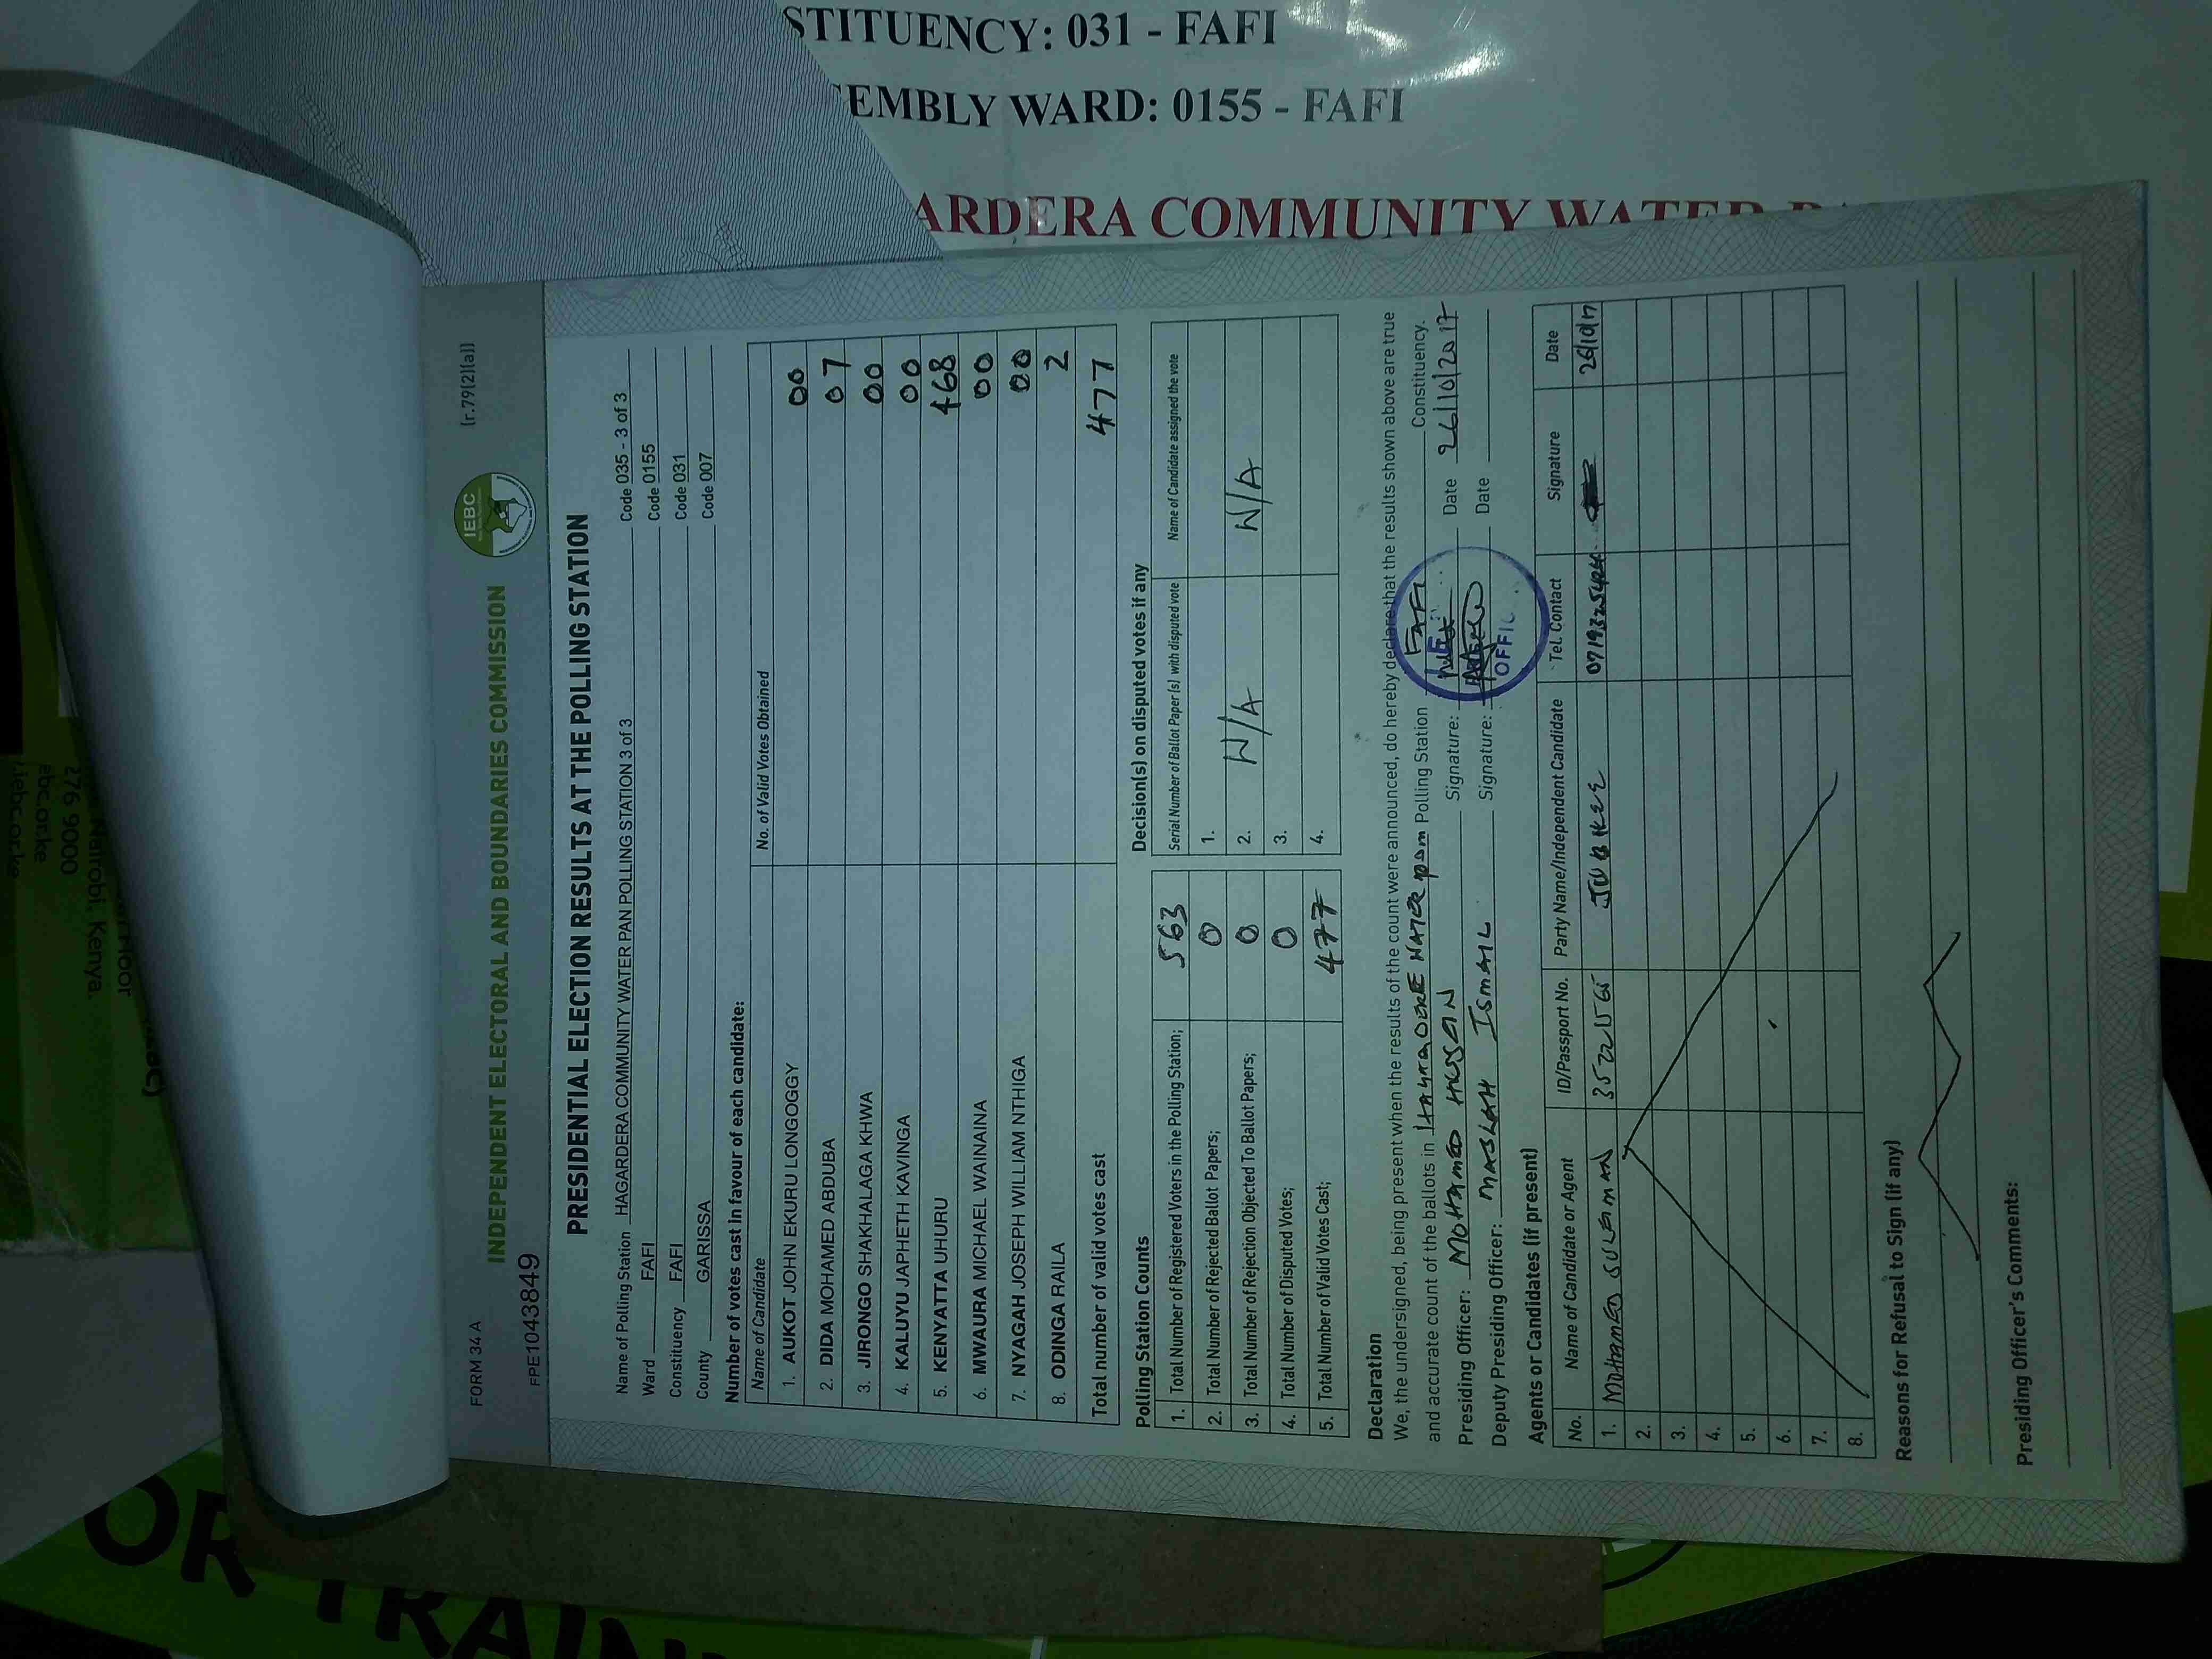 STITUENCY: 031 - FAFI
EMBLY WARD: 0155 - FAFI
ARDERA COMMUNITY WATER
FORM 34 A
(r.79(2)(a))
INDEPENDENT ELECTORAL AND BOUNDARIES COMMISSION
IEBC
FPE1043849
PRESIDENTIAL ELECTION RESULTS AT THE POLLING STATION
Name of Polling Station HAGARDERA COMMUNITY WATER PAN POLLING STATION 3 of 3 Code 035 - 3 of 3
Ward FAFI Code 0155
Constituency FAFI Code 031
County GARISSA Code 007
Number of votes cast in favour of each candidate:
Name of Candidate No. of Valid Votes Obtained
1. AUKOT JOHN EKURU LONGOGGY 00
2. DIDA MOHAMED ABDUBA 07
3. JIRONGO SHAKHALAGA KHWA 00
4. KALUYU JAPHETH KAVINGA 00
5. KENYATTA UHURU 468
6. MWAURA MICHAEL WAINAINA 00
7. NYAGAH JOSEPH WILLIAM NTHIGA 00
8. ODINGA RAILA 2
Total number of valid votes cast 477
Polling Station Counts
1. Total Number of Registered Voters in the Polling Station; 563
2. Total Number of Rejected Ballot Papers; 0
3. Total Number of Rejection Objected To Ballot Papers; 0
4. Total Number of Disputed Votes; 0
5. Total Number of Valid Votes Cast; 477
Decision(s) on disputed votes if any
Serial Number of Ballot Paper (s) with disputed vote Name of Candidate assigned the vote
1.
2. N/A N/A
3.
4.
Declaration
We, the undersigned, being present when the results of the count were announced, do hereby declare that the results shown above are true
and accurate count of the ballots in WATER pan Polling Station FAFI Constituency.
Presiding Officer: MOHAMED HUSSEIN Signature: Date 26/10/2017
Deputy Presiding Officer: MASLAH ISMAIL Signature: Date
Agents or Candidates (if present)
No. Name of Candidate or Agent ID/Passport No. Party Name/Independent Candidate Tel. Contact Signature Date
1. MOHAMED SULEIMAN JUBILEE 26/10/17
2.
3.
4.
5.
6.
7.
8.
Reasons for Refusal to Sign (if any)
Presiding Officer's Comments:
Nairobi, Kenya.
276 9000
OR TRAIN